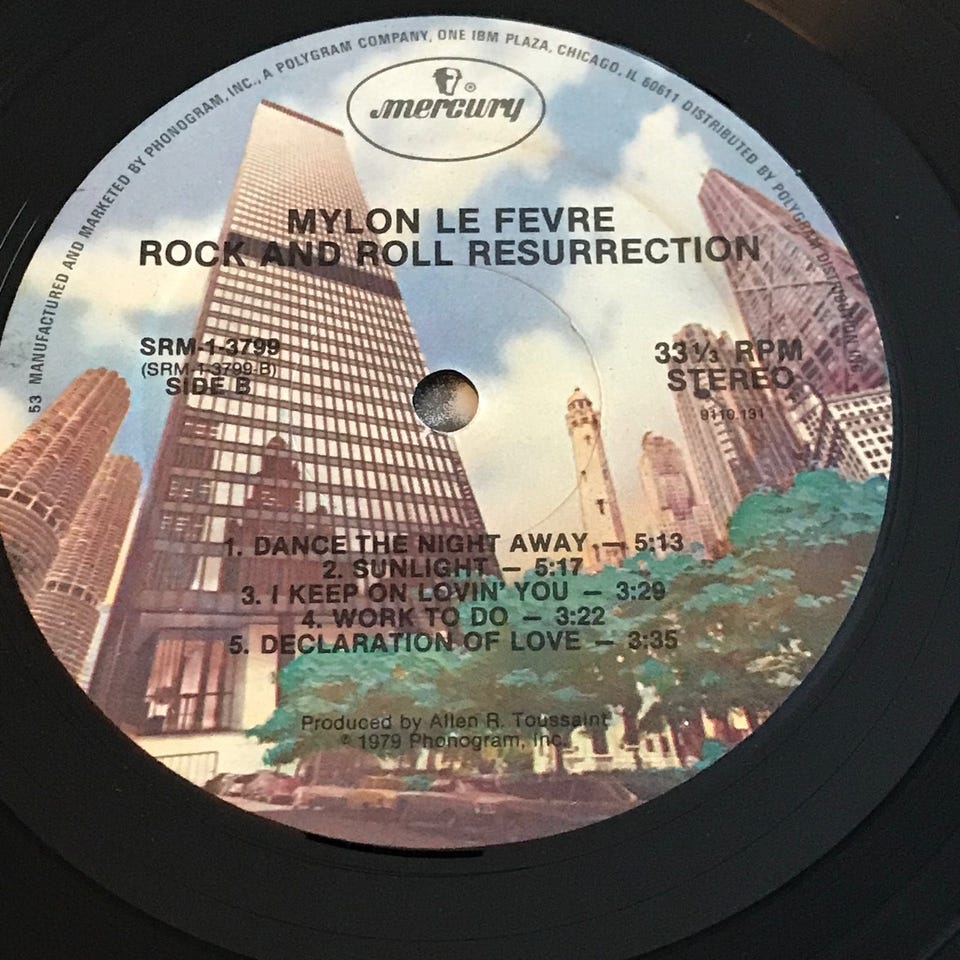 53 MANUFACTURED AND MARKETED BY PHONOGRAM, INC., A POLYGRAM COMPANY, ONE IBM PLAZA, CHICAGO, IL 60611 DISTRIBUTED BY POLYGRAM DISTRIBUTION, INC.
mercury ®
MYLON LE FEVRE
ROCK AND ROLL RESURRECTION
SRM-1-3799
(SRM-1-3799-B)
SIDE B
33 1/3 RPM
STEREO
9110.131
1. DANCE THE NIGHT AWAY — 5:13
2. SUNLIGHT — 5:17
3. I KEEP ON LOVIN' YOU — 3:29
4. WORK TO DO — 3:22
5. DECLARATION OF LOVE — 3:35
Produced by Allen R. Toussaint
℗ 1979 Phonogram, Inc.